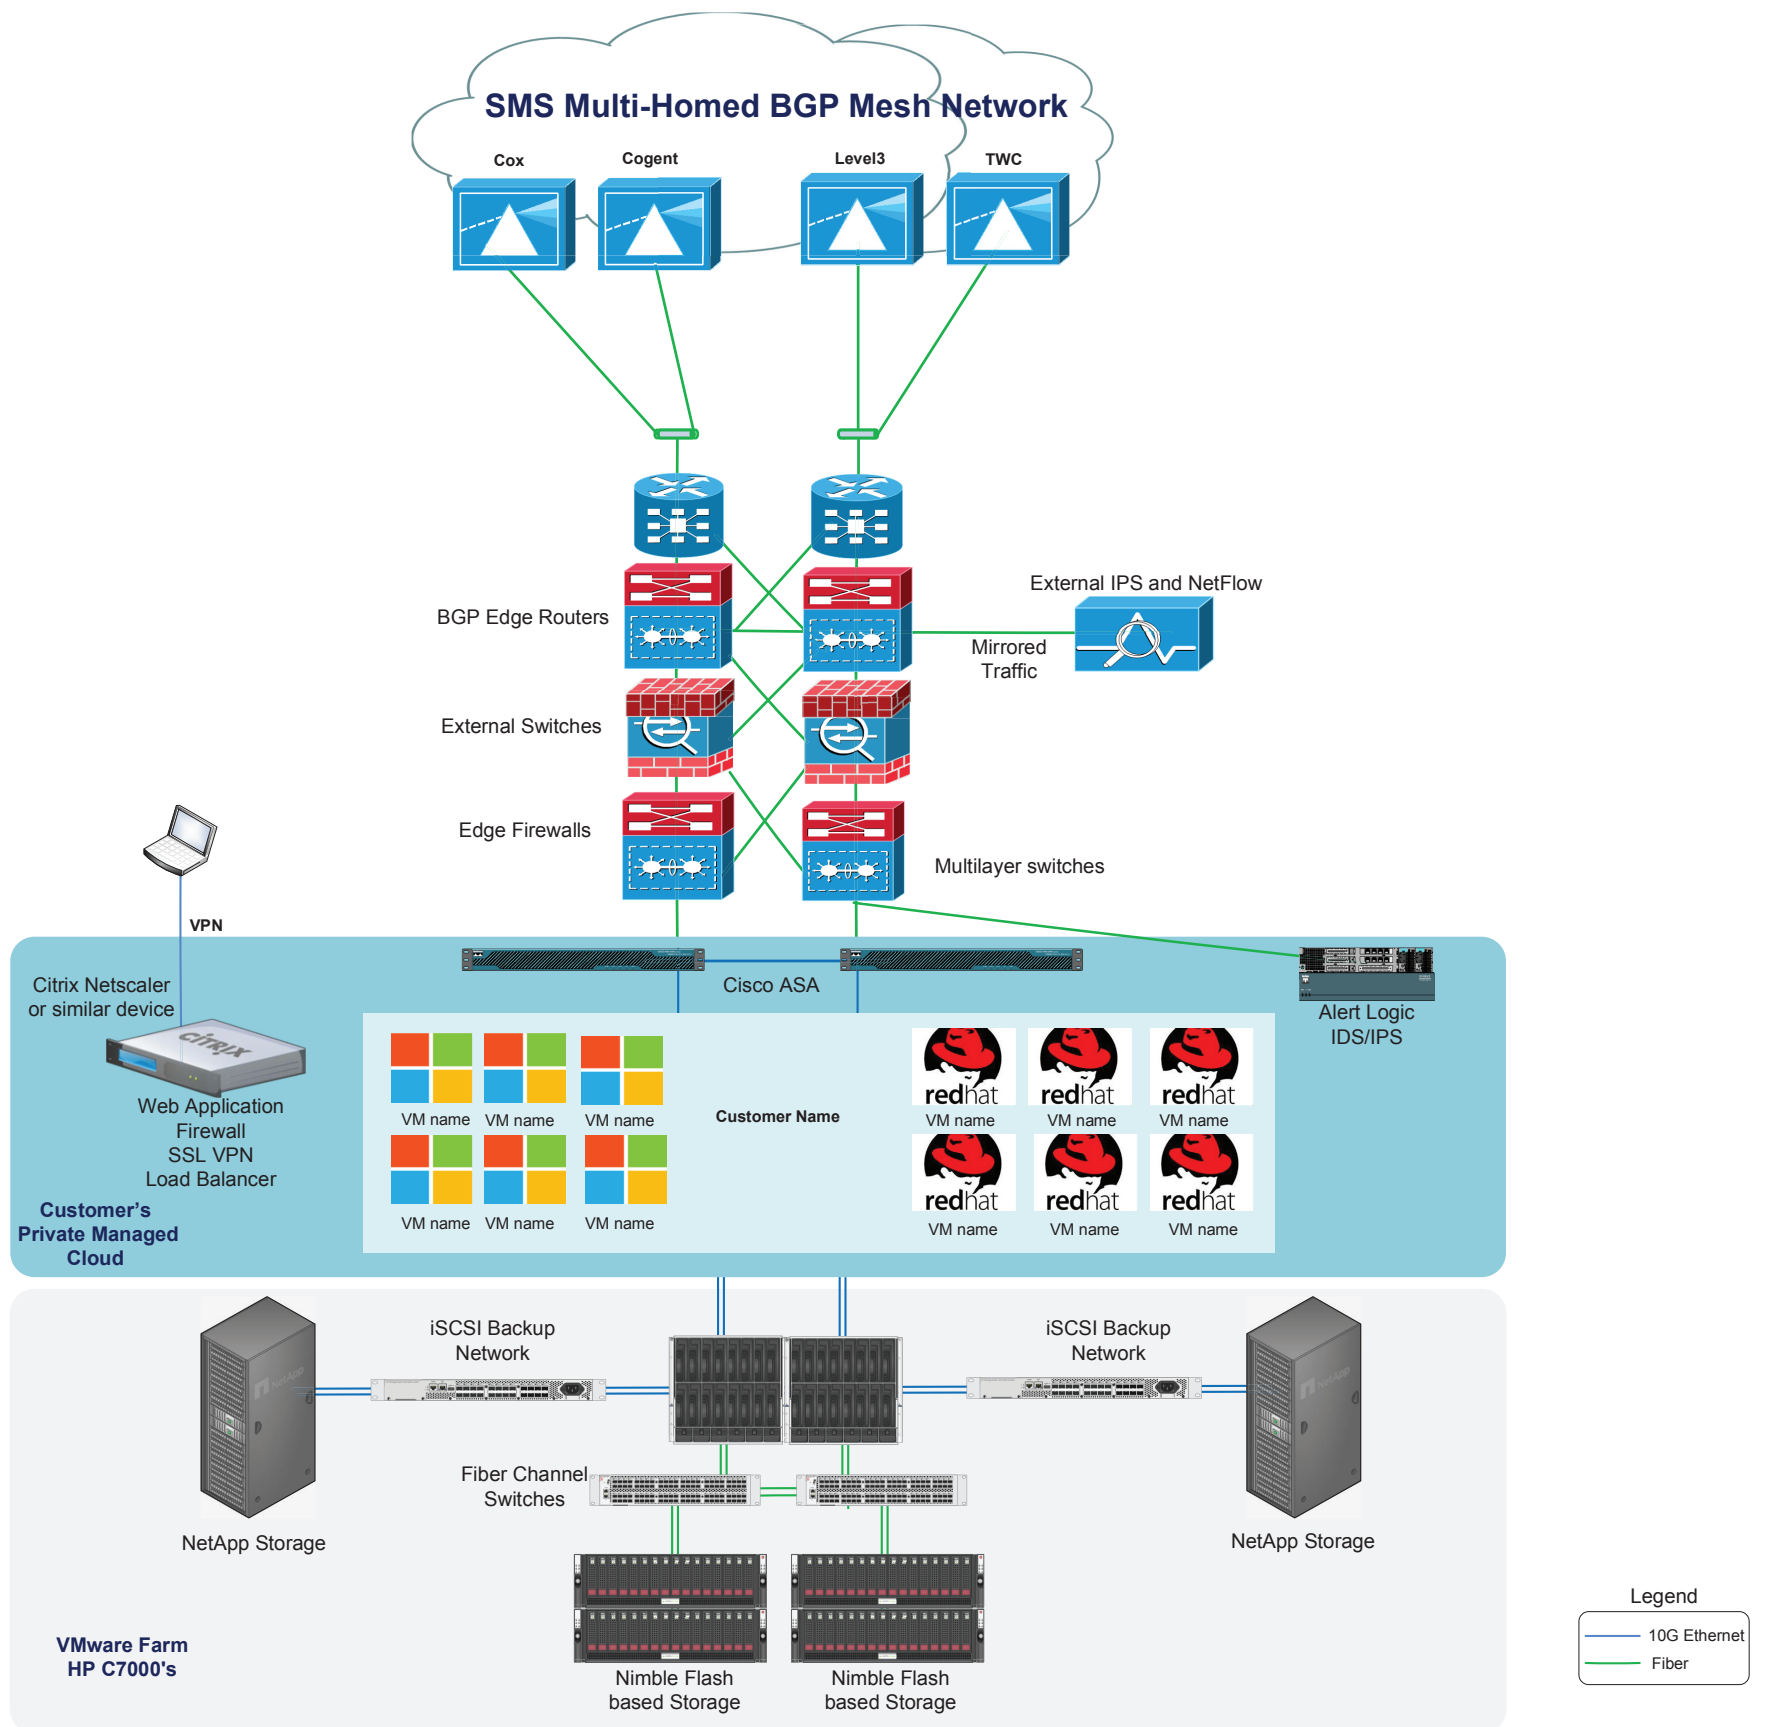 SMS Multi-Homed BGP Mesh Network
Cox
Cogent
Level3
TWC
External IPS and NetFlow
BGP Edge Routers
Mirrored
Traffic
External Switches
Edge Firewalls
Multilayer switches
VPN
Citrix Netscaler
or similar device
Cisco ASA
Alert Logic
IDS/IPS
CITRIX
Web Application
Firewall
SSL VPN
Load Balancer
Customer's
Private Managed
Cloud
VM name
VM name
VM name
Customer Name
redhat
redhat
redhat
VM name
VM name
VM name
VM name
VM name
VM name
redhat
redhat
redhat
VM name
VM name
VM name
iSCSI Backup
Network
iSCSI Backup
Network
NetApp
NetApp
Fiber Channel
Switches
NetApp Storage
NetApp Storage
VMware Farm
HP C7000's
Nimble Flash
based Storage
Nimble Flash
based Storage
Legend
10G Ethernet
Fiber